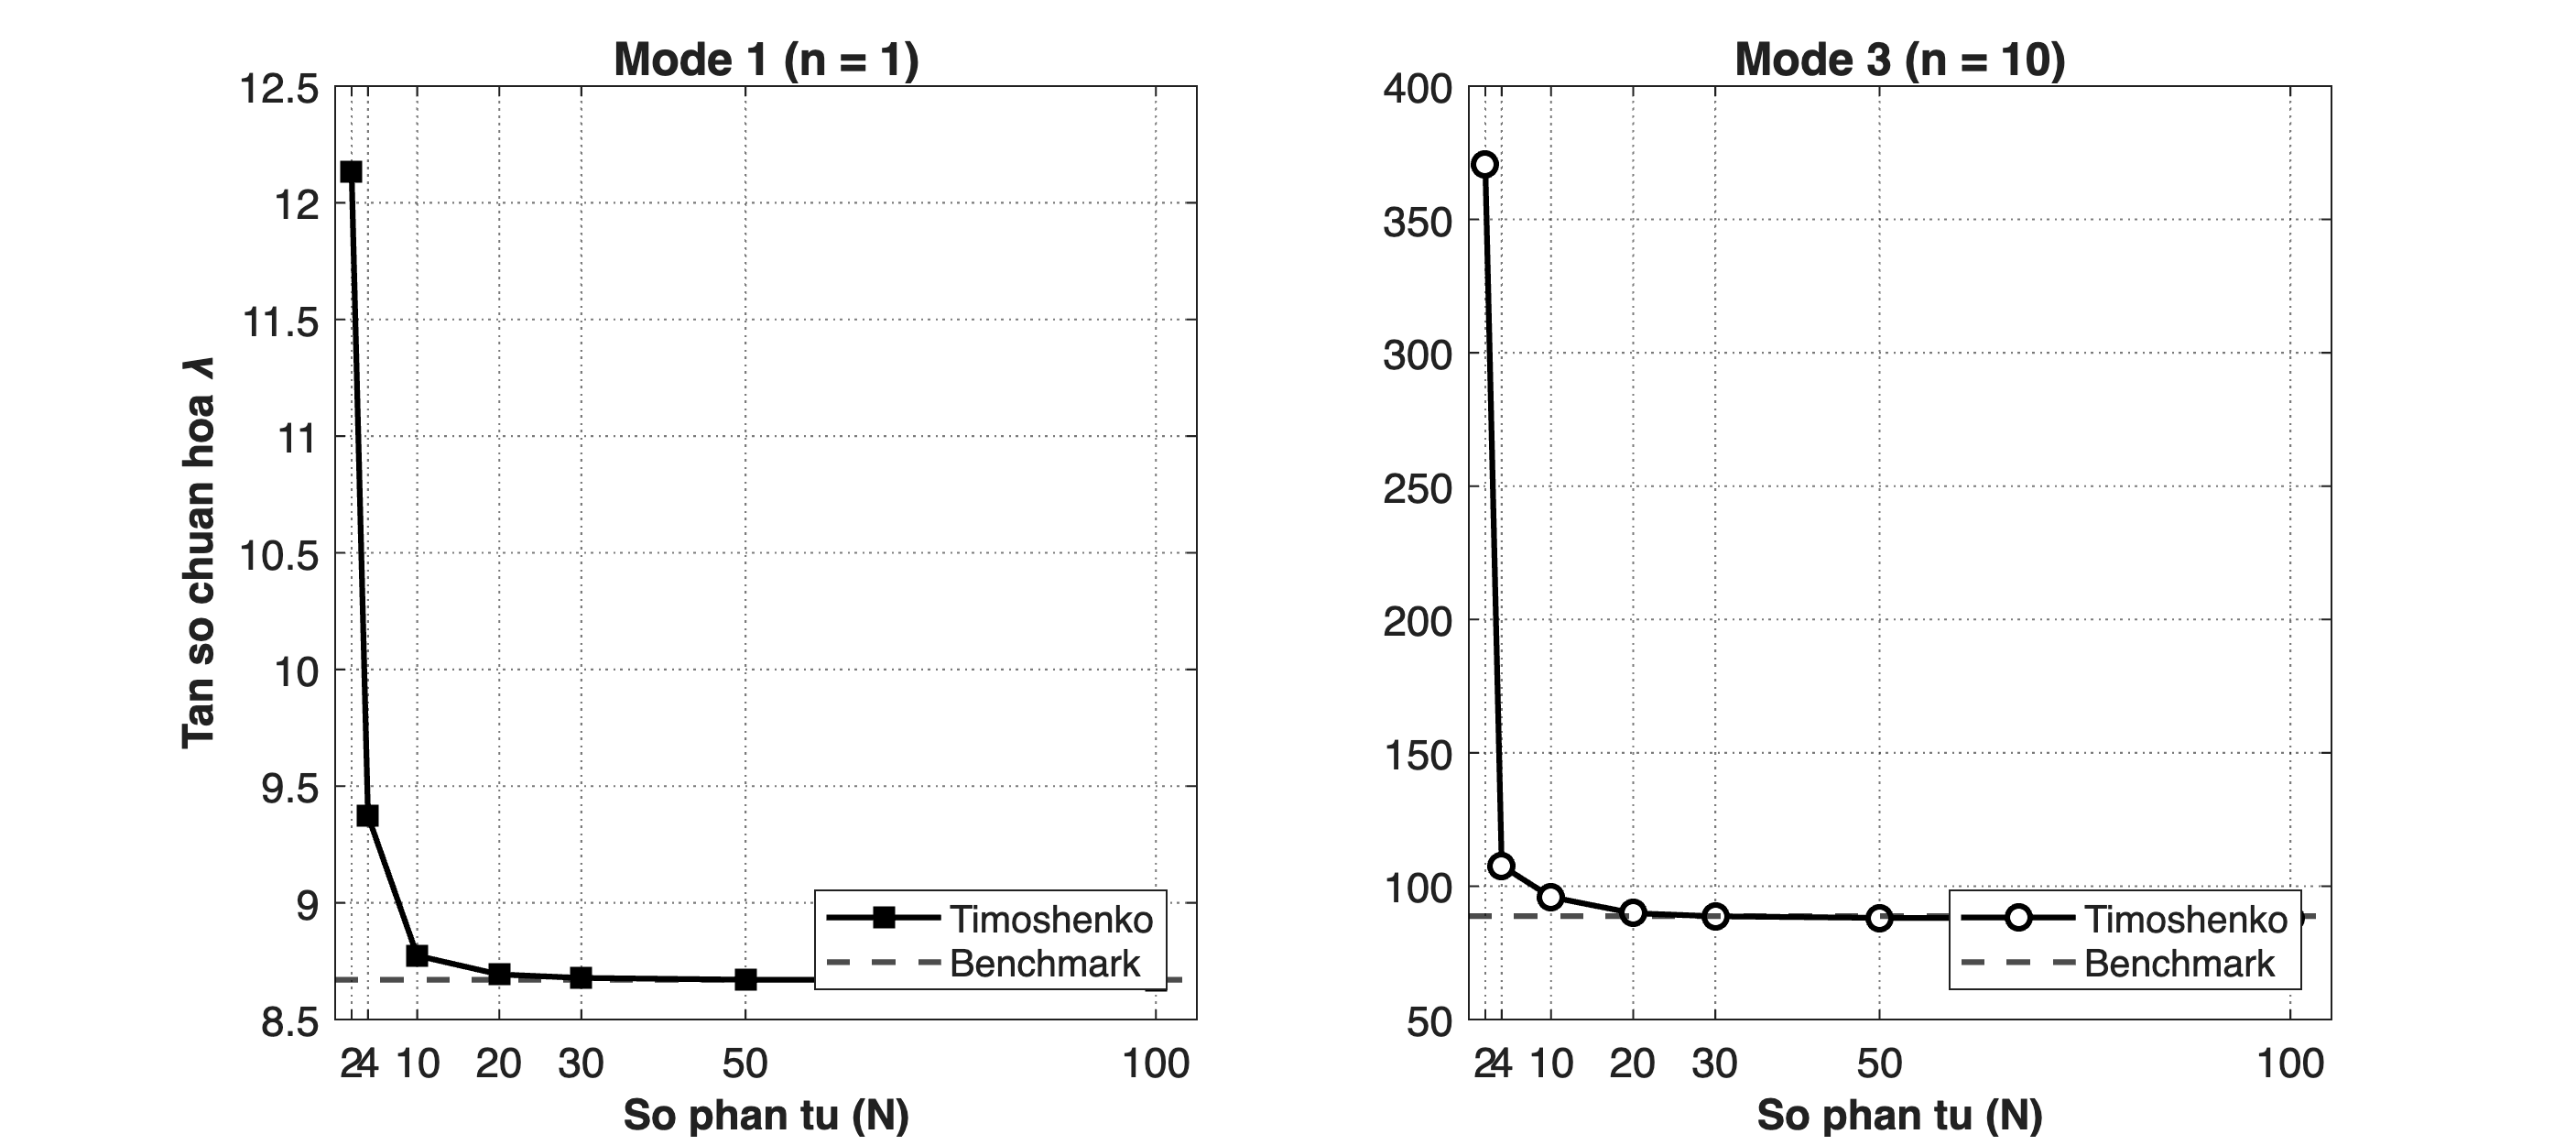 Mode 1 (n = 1)
12.5
12
11.5
11
10.5
10
9.5
9
8.5
Tan so chuan hoa λ
Timoshenko
Benchmark
2 4 10 20 30 50 100
So phan tu (N)
Mode 3 (n = 10)
400
350
300
250
200
150
100
50
Timoshenko
Benchmark
2 4 10 20 30 50 100
So phan tu (N)